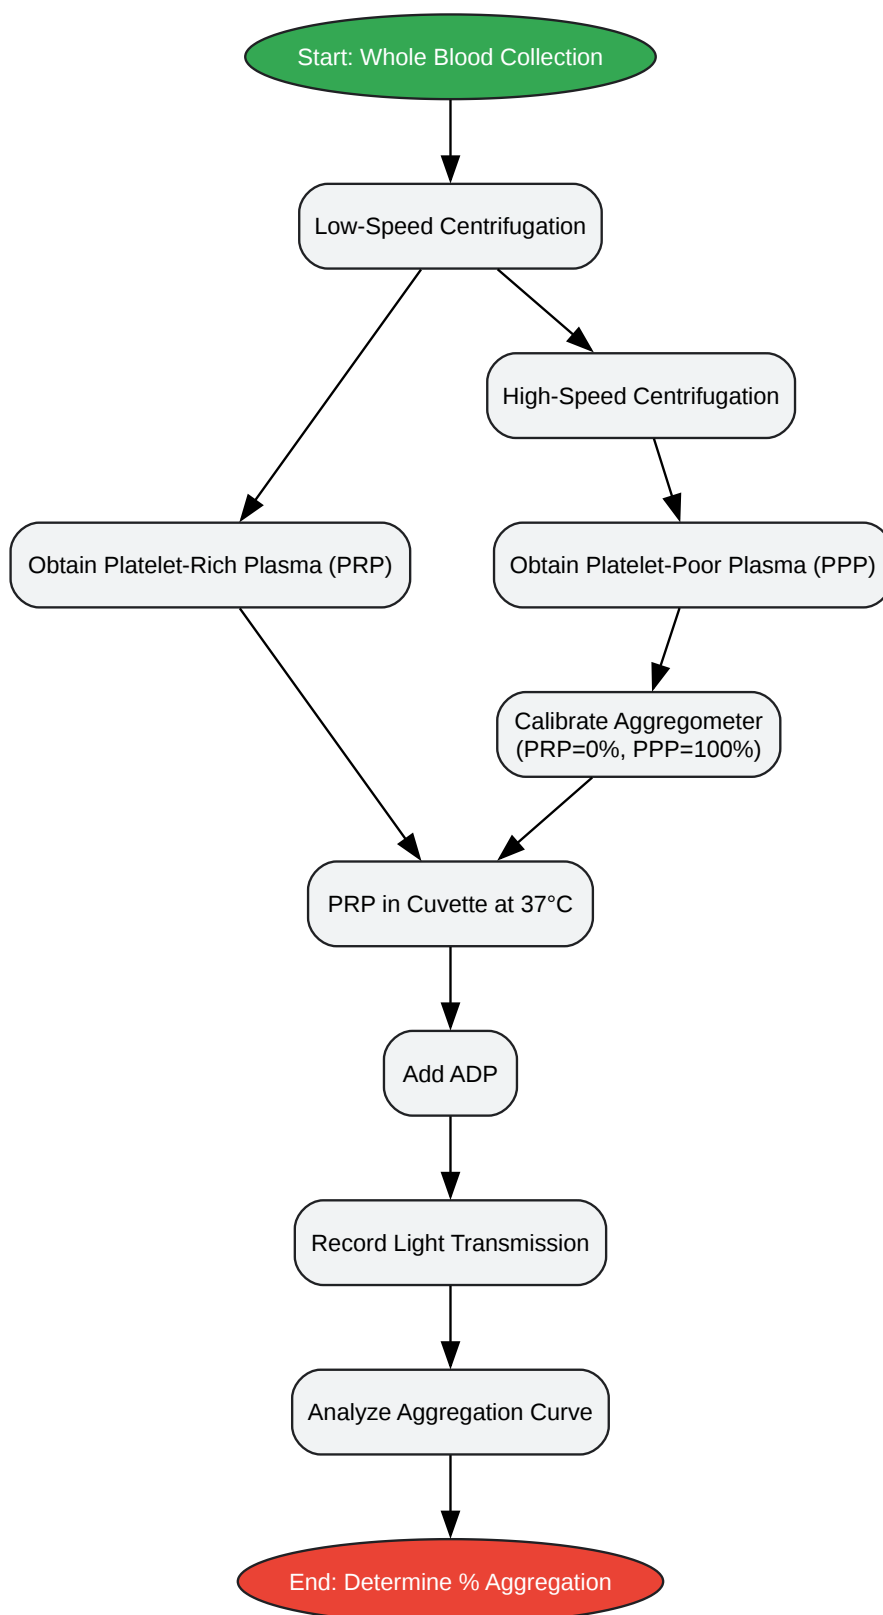 Start: Whole Blood Collection
Low-Speed Centrifugation
High-Speed Centrifugation
Obtain Platelet-Rich Plasma (PRP)
Obtain Platelet-Poor Plasma (PPP)
Calibrate Aggregometer
(PRP=0%, PPP=100%)
PRP in Cuvette at 37°C
Add ADP
Record Light Transmission
Analyze Aggregation Curve
End: Determine % Aggregation